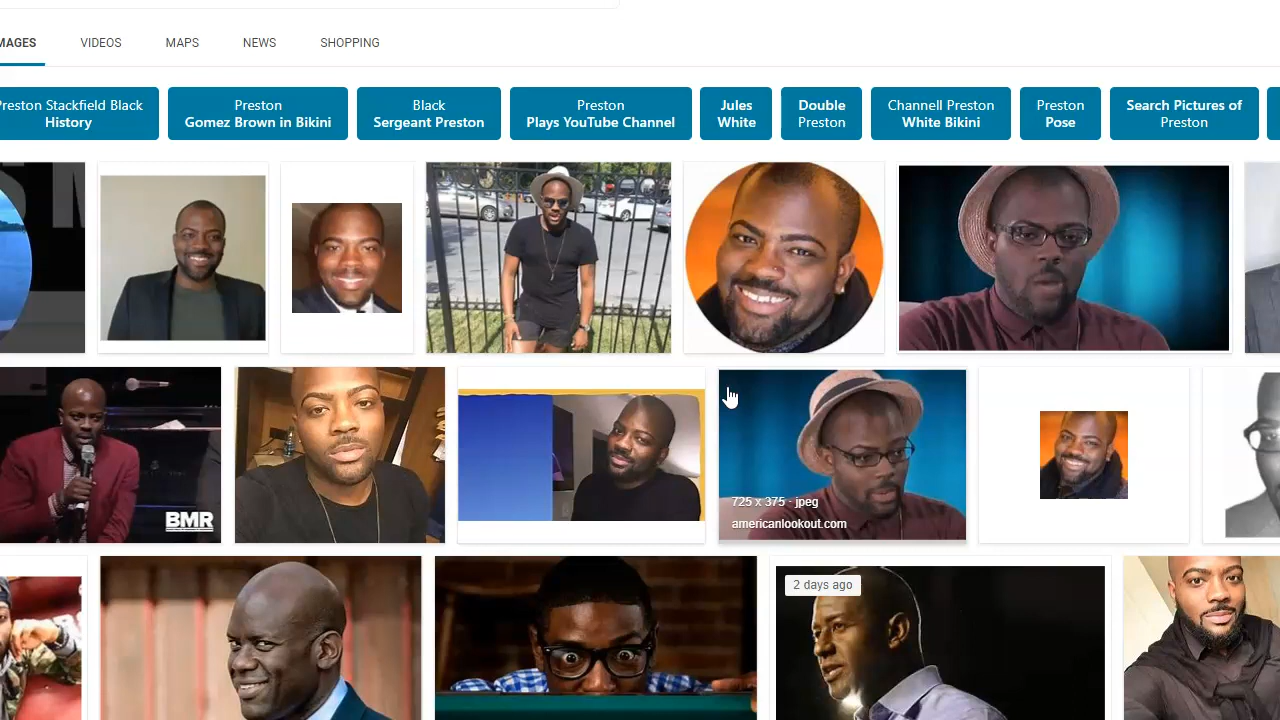 MAGES
VIDEOS
MAPS
NEWS
SHOPPING
Preston Stackfield Black
History
Preston
Gomez Brown in Bikini
Black
Sergeant Preston
Preston
Plays YouTube Channel
Jules
White
Double
Preston
Channell Preston
White Bikini
Preston
Pose
Search Pictures of
Preston
BMR
725 x 375 · jpeg
americanlookout.com
2 days ago